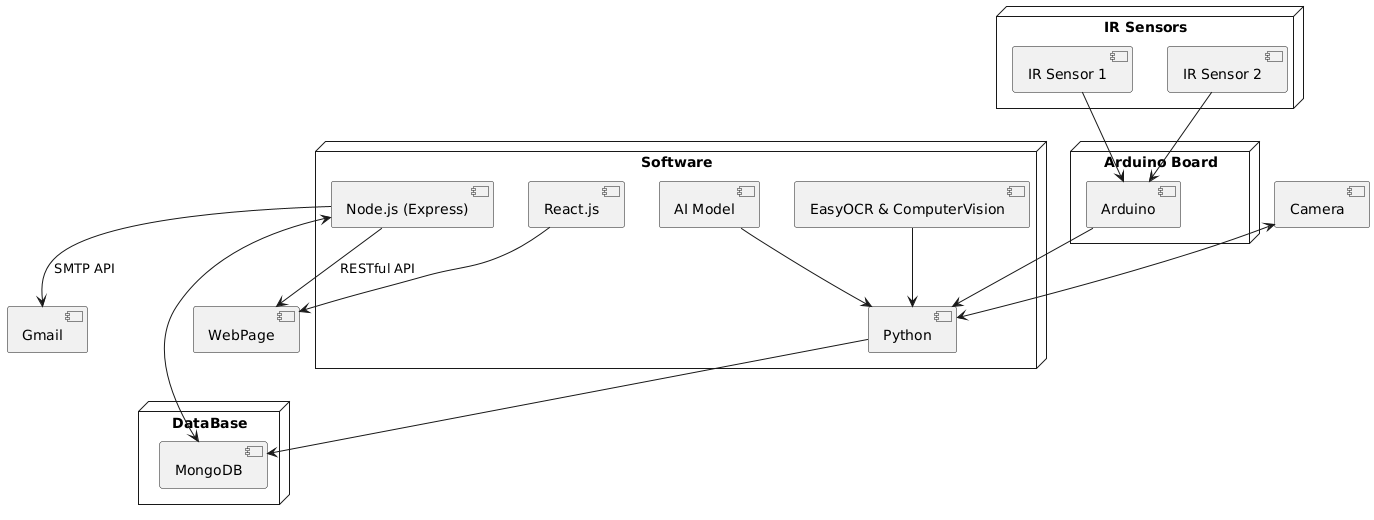 IR Sensors
IR Sensor 1
IR Sensor 2
Software
Arduino Board
Node.js (Express)
React.js
AI Model
EasyOCR & ComputerVision
Arduino
Camera
SMTP API
RESTful API
Gmail
WebPage
Python
DataBase
MongoDB